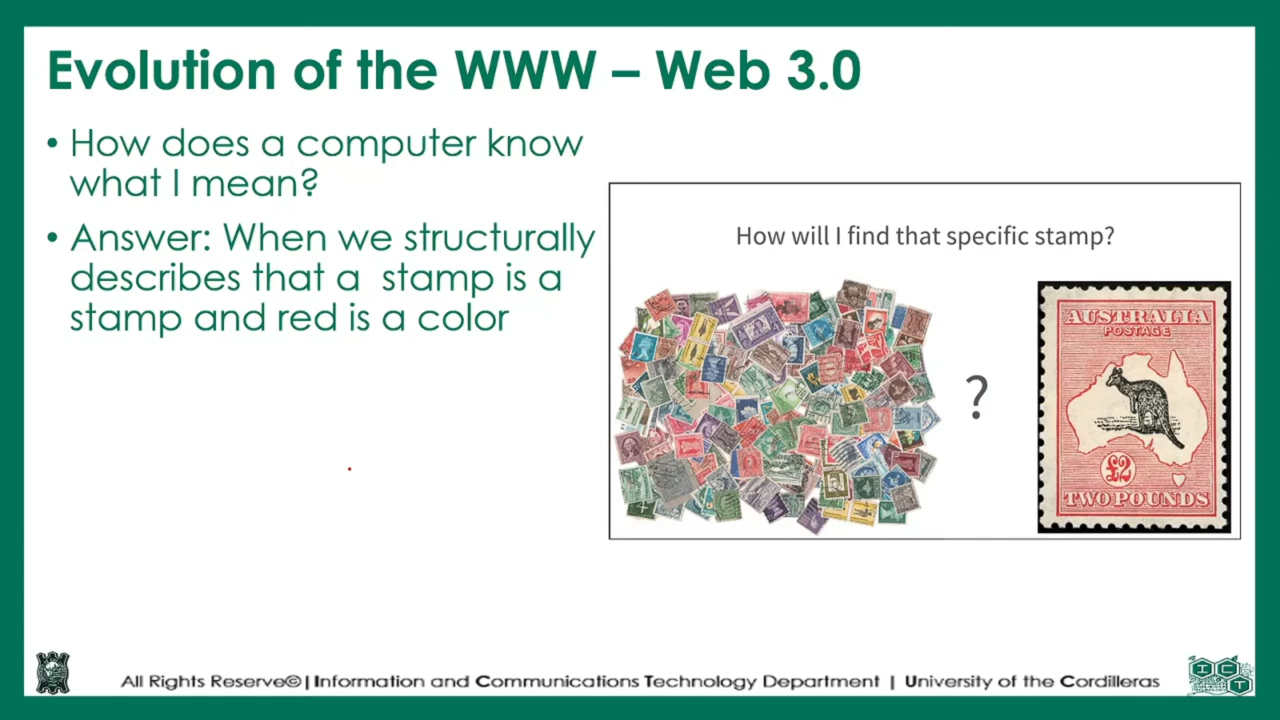 Evolution of the WWW – Web 3.0
• How does a computer know
what I mean?
• Answer: When we structurally
describes that a stamp is a
stamp and red is a color
How will I find that specific stamp?
?
AUSTRALIA
POSTAGE
£2
TWO POUNDS
All Rights Reserve© | Information and Communications Technology Department | University of the Cordilleras
I C T